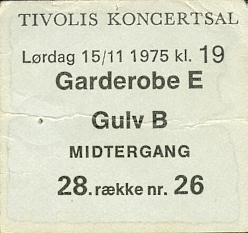 TIVOLIS KONCERTSAL
Lørdag 15/11 1975 kl. 19
Garderobe E
Gulv B
MIDTERGANG
28. række nr. 26